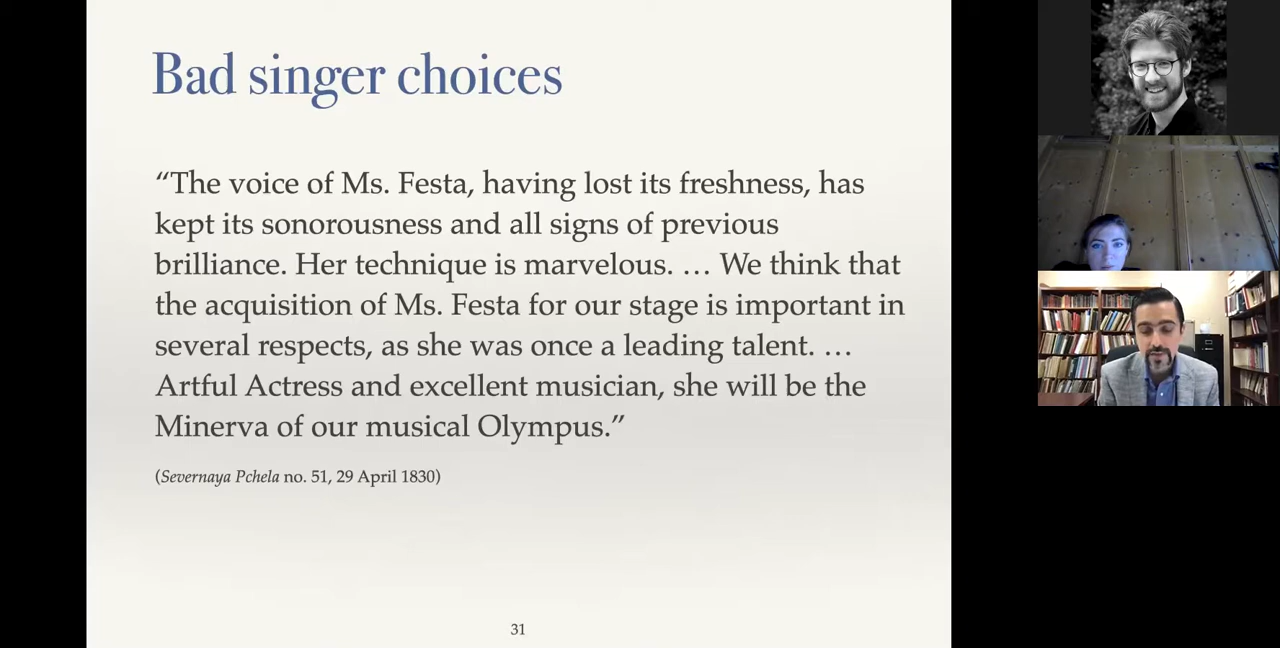 Bad singer choices
“The voice of Ms. Festa, having lost its freshness, has
kept its sonorousness and all signs of previous
brilliance. Her technique is marvelous. … We think that
the acquisition of Ms. Festa for our stage is important in
several respects, as she was once a leading talent. …
Artful Actress and excellent musician, she will be the
Minerva of our musical Olympus.”
(Severnaya Pchela no. 51, 29 April 1830)
31